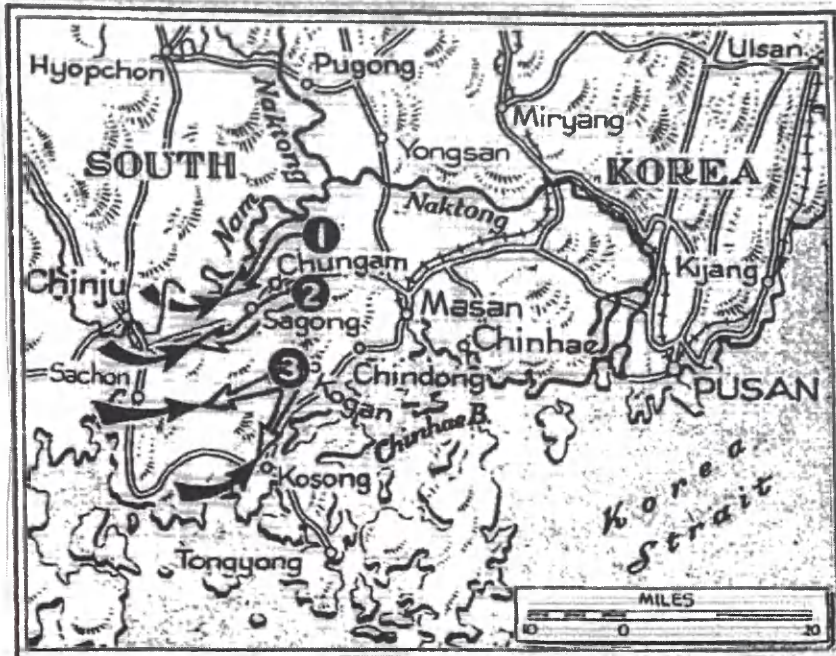 Ulsan
Hyopchon
Pugong
Miryang
Naktong
Yongsan
SOUTH
KOREA
Naktong
Nam
1
Chungam
Kijang
Chinju
2
Masan
Sagong
Chinhae
Sachon
3
Chindong
PUSAN
Kogan
Chinhae B.
Kosong
Korea
Strait
Tongyong
MILES
10 0 20